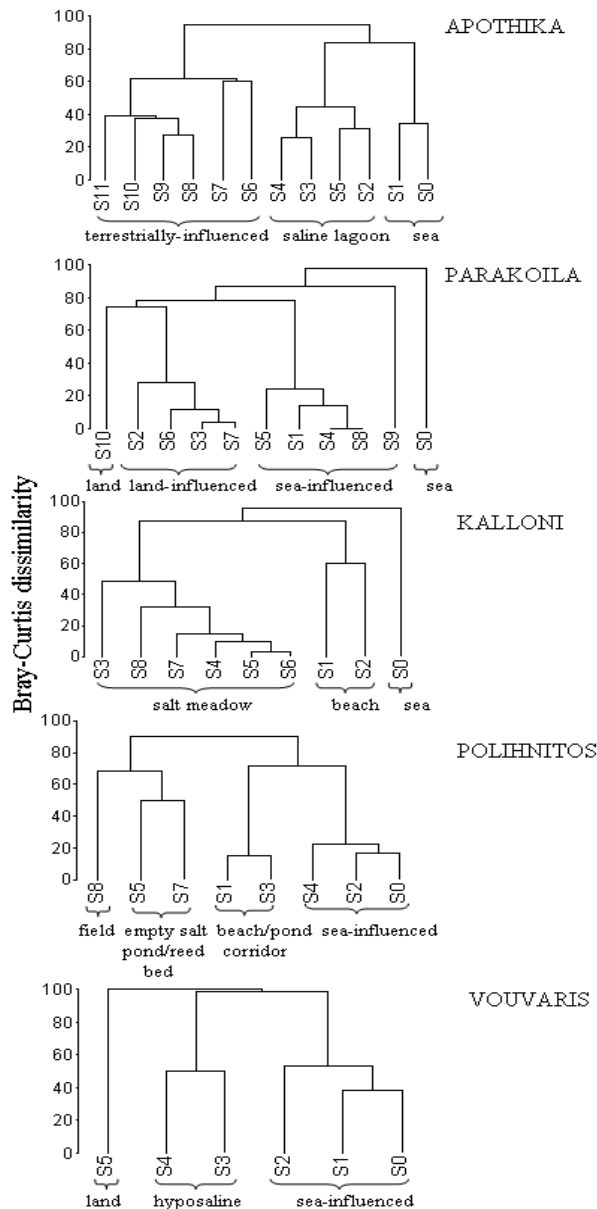 Bray-Curtis dissimilarity
APOTHIKA
100
80
60
40
20
0
S11 S10 S9 S8 S7 S6 S4 S3 S5 S2 S1 S0
terrestrially-influenced saline lagoon sea
PARAKOILA
100
80
60
40
20
0
S10 S2 S6 S3 S7 S5 S1 S4 S8 S9 S0
land land-influenced sea-influenced sea
KALLONI
100
80
60
40
20
0
S3 S8 S7 S4 S5 S6 S1 S2 S0
salt meadow beach sea
POLIHNITOS
100
80
60
40
20
0
S8 S5 S7 S1 S3 S4 S2 S0
field empty salt beach/pond sea-influenced
pond/reed corridor
bed
VOUVARIS
100
80
60
40
20
0
S5 S4 S3 S2 S1 S0
land hyposaline sea-influenced